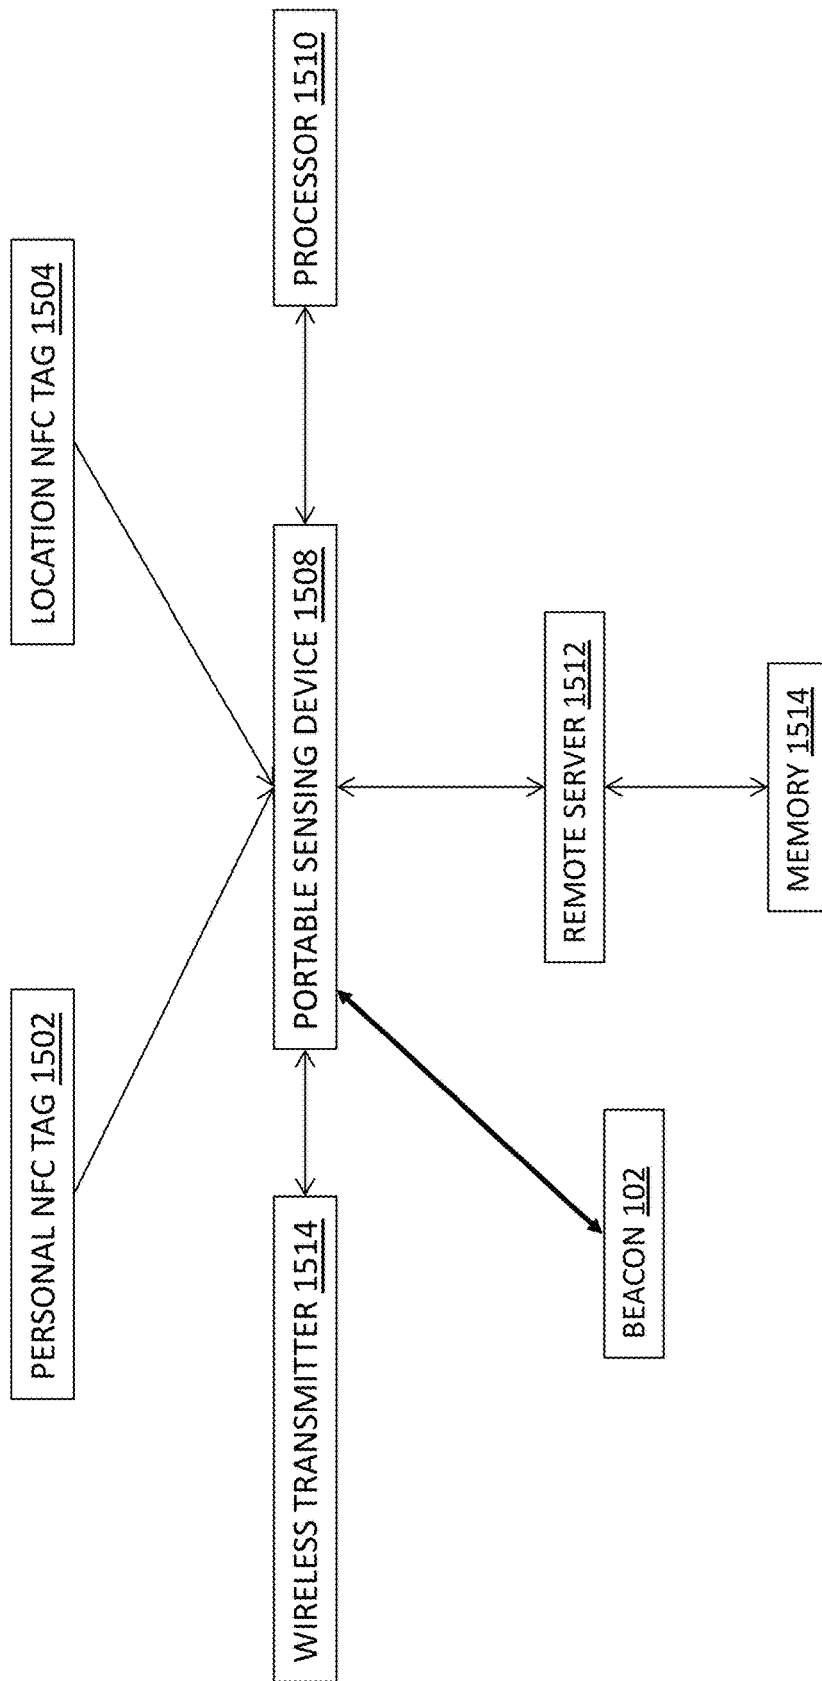 PERSONAL NFC TAG 1502
LOCATION NFC TAG 1504
WIRELESS TRANSMITTER 1514
PORTABLE SENSING DEVICE 1508
PROCESSOR 1510
REMOTE SERVER 1512
BEACON 102
MEMORY 1514